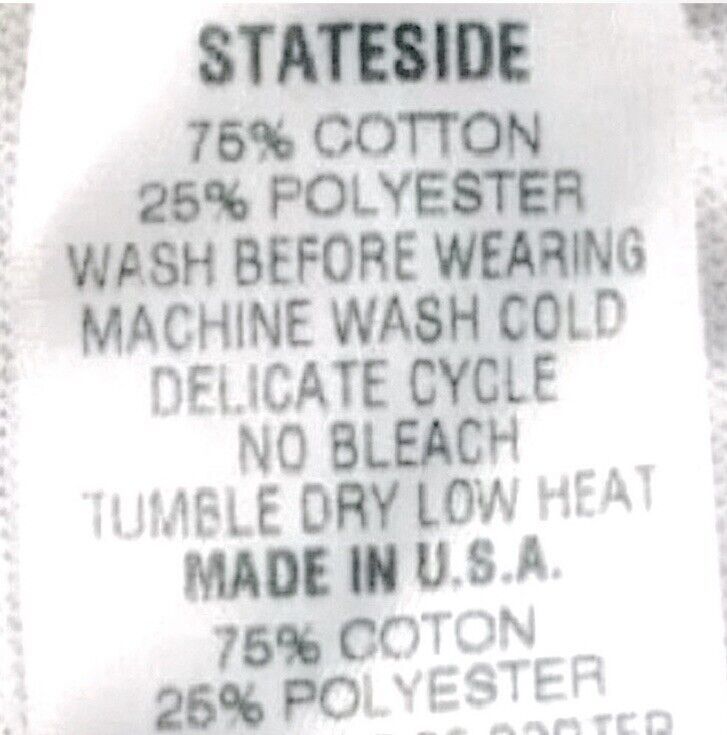 STATESIDE
75% COTTON
25% POLYESTER
WASH BEFORE WEARING
MACHINE WASH COLD
DELICATE CYCLE
NO BLEACH
TUMBLE DRY LOW HEAT
MADE IN U.S.A.
75% COTON
25% POLYESTER